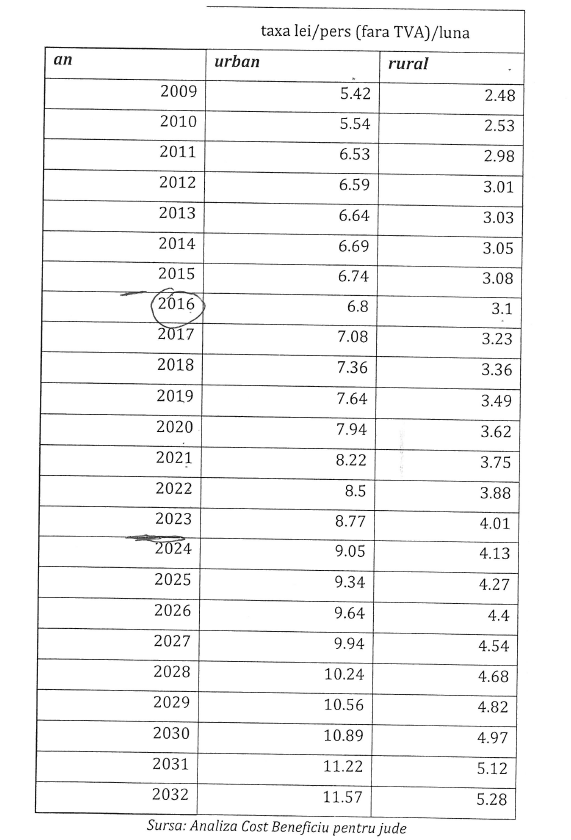 taxa lei/pers (fara TVA)/luna
an urban rural
2009 5.42 2.48
2010 5.54 2.53
2011 6.53 2.98
2012 6.59 3.01
2013 6.64 3.03
2014 6.69 3.05
2015 6.74 3.08
2016 6.8 3.1
2017 7.08 3.23
2018 7.36 3.36
2019 7.64 3.49
2020 7.94 3.62
2021 8.22 3.75
2022 8.5 3.88
2023 8.77 4.01
2024 9.05 4.13
2025 9.34 4.27
2026 9.64 4.4
2027 9.94 4.54
2028 10.24 4.68
2029 10.56 4.82
2030 10.89 4.97
2031 11.22 5.12
2032 11.57 5.28
Sursa: Analiza Cost Beneficiu pentru jude